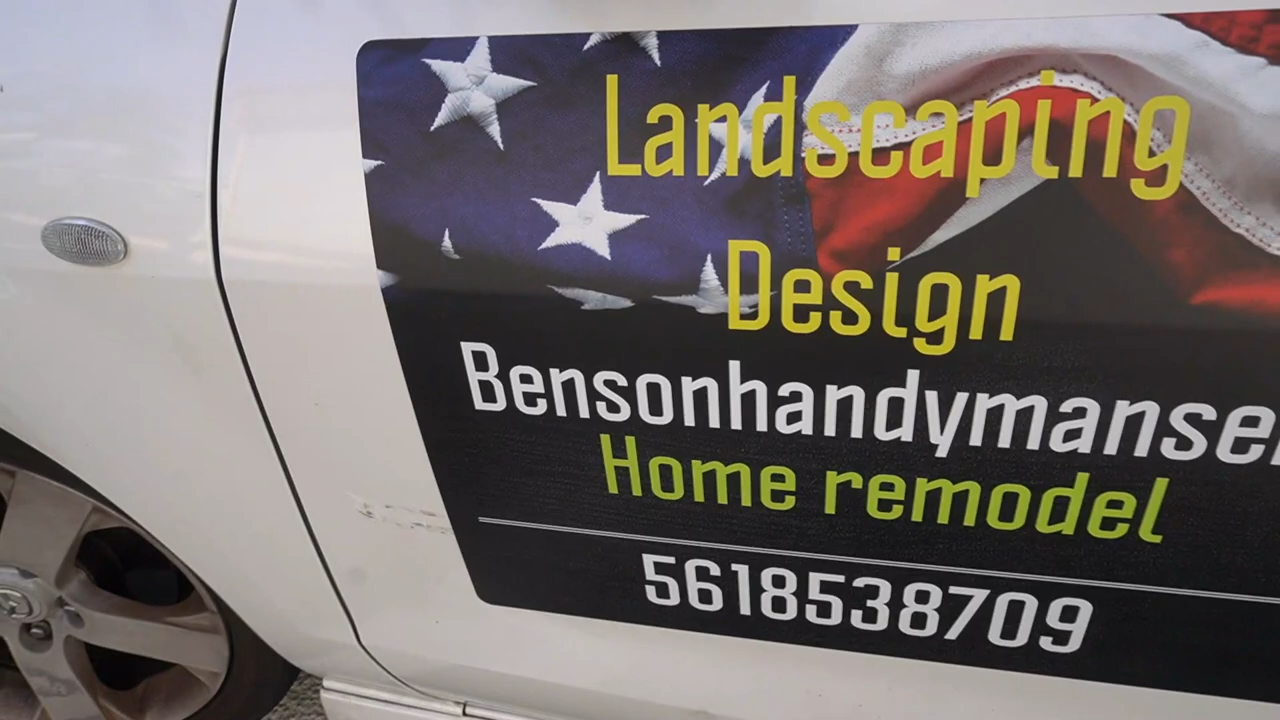 Landscaping
Design
Bensonhandymanse
Home remodel
5618538709